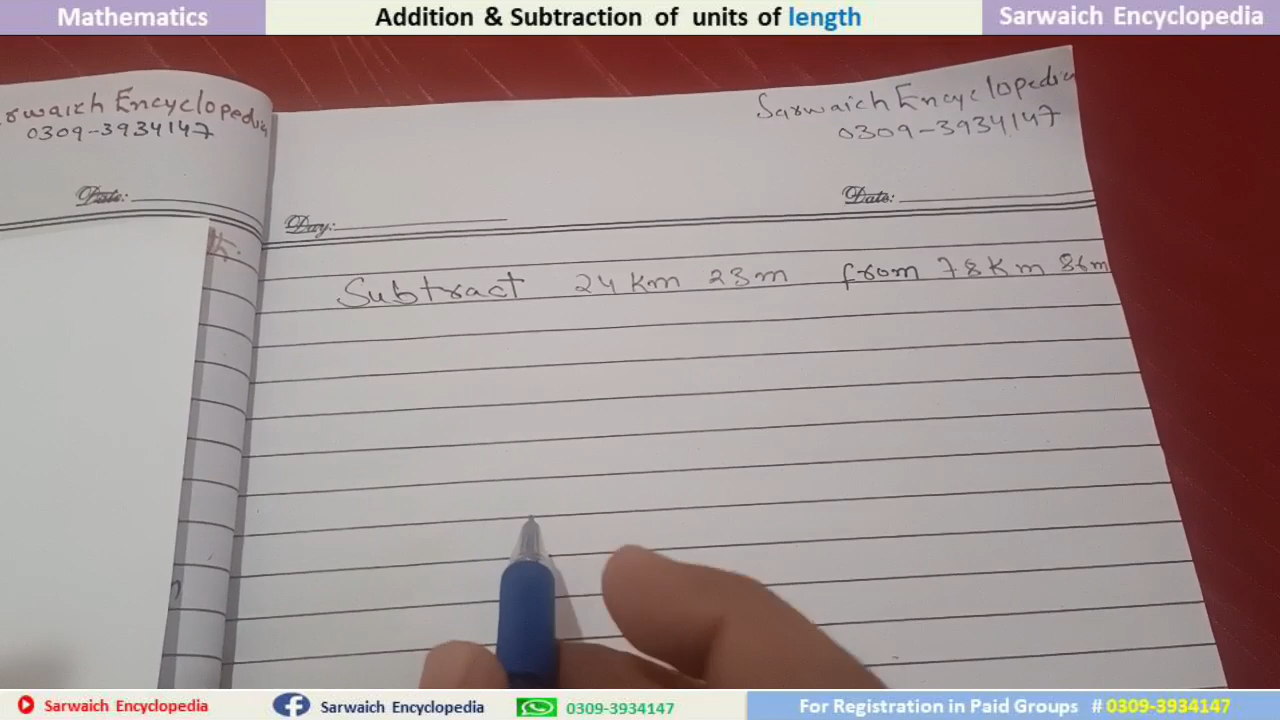 Mathematics
Addition & Subtraction of units of length
Sarwaich Encyclopedia
Sarwaich Encyclopedia
0309-3934147
Date:
Sarwaich Encyclopedia
0309-3934147
Date:
Day:
Subtract 24 Km 23m from 78 Km 86m
Sarwaich Encyclopedia
Sarwaich Encyclopedia
0309-3934147
For Registration in Paid Groups # 0309-3934147